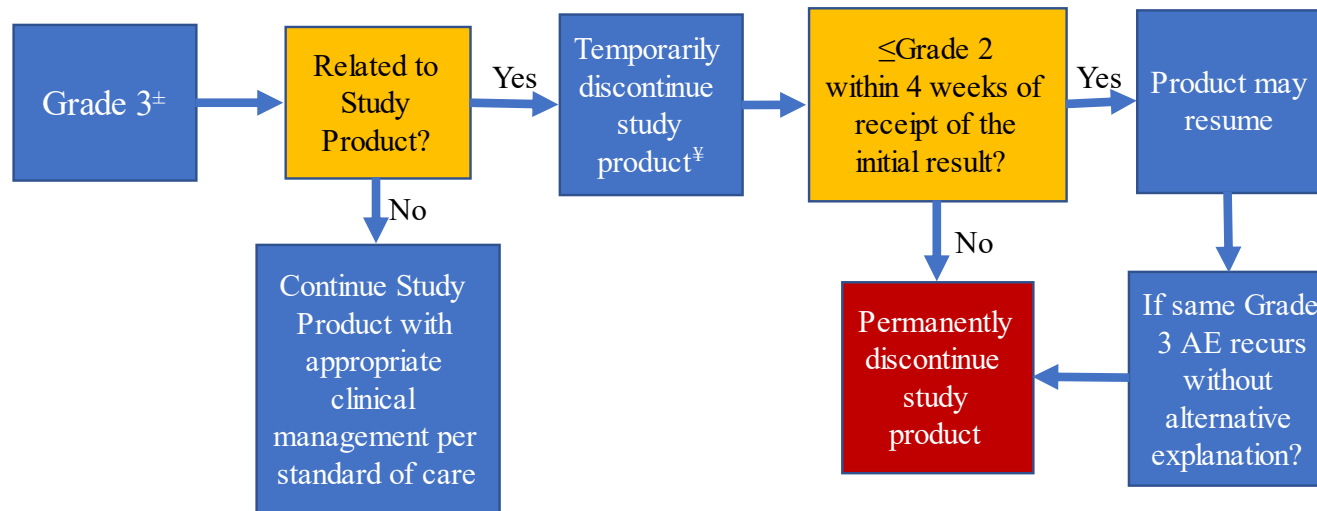 Grade 3±
Related to
Study
Product?
Yes
Temporarily
discontinue
study
product¥
≤Grade 2
within 4 weeks of
receipt of the
initial result?
Yes
Product may
resume
No
Continue Study
Product with
appropriate
clinical
management per
standard of care
No
Permanently
discontinue
study
product
If same Grade
3 AE recurs
without
alternative
explanation?